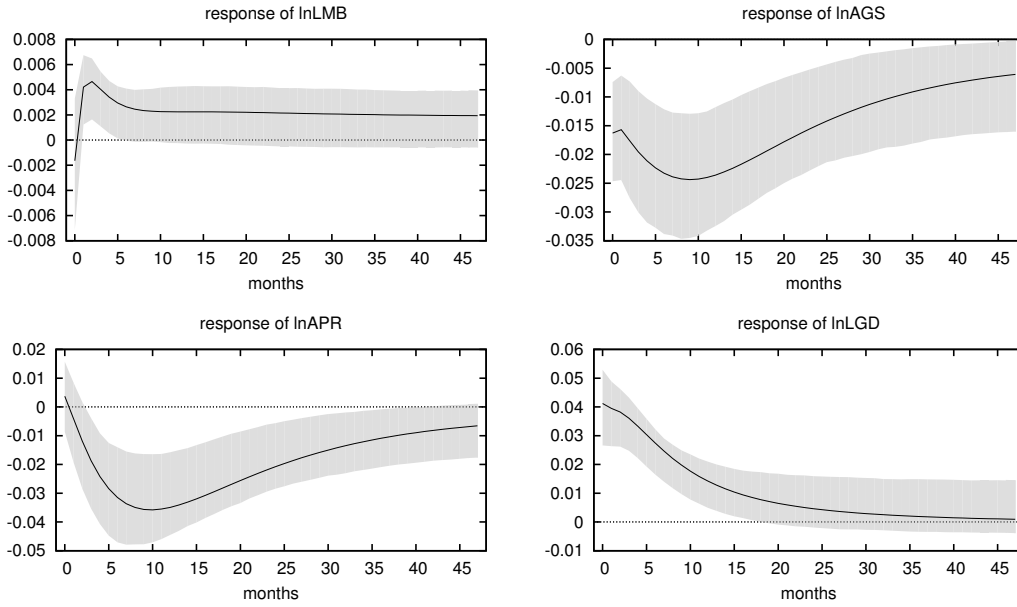 response of lnLMB
0.008
0.006
0.004
0.002
0
-0.002
-0.004
-0.006
-0.008
0 5 10 15 20 25 30 35 40 45
months
response of lnAGS
0
-0.005
-0.01
-0.015
-0.02
-0.025
-0.03
-0.035
0 5 10 15 20 25 30 35 40 45
months
response of lnAPR
0.02
0.01
0
-0.01
-0.02
-0.03
-0.04
-0.05
0 5 10 15 20 25 30 35 40 45
months
response of lnLGD
0.06
0.05
0.04
0.03
0.02
0.01
0
-0.01
0 5 10 15 20 25 30 35 40 45
months